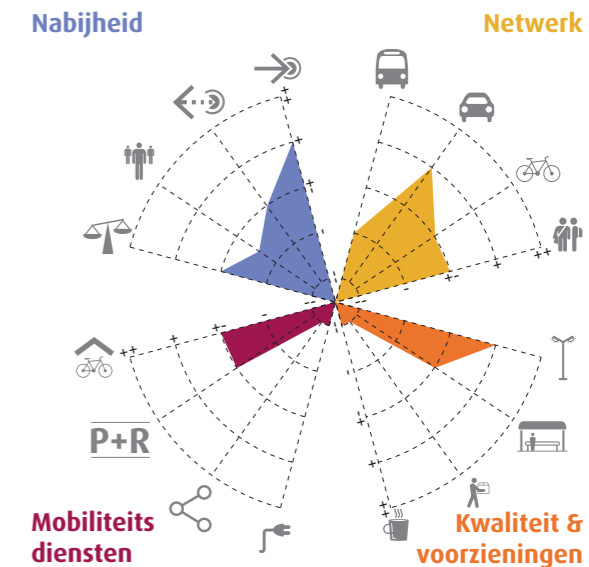 Nabijheid
Netwerk
++
+
+
-
--
++
+
+
-
--
++
+
+
-
--
P+R
-
+
+
++
Mobiliteits
diensten
Kwaliteit &
voorzieningen